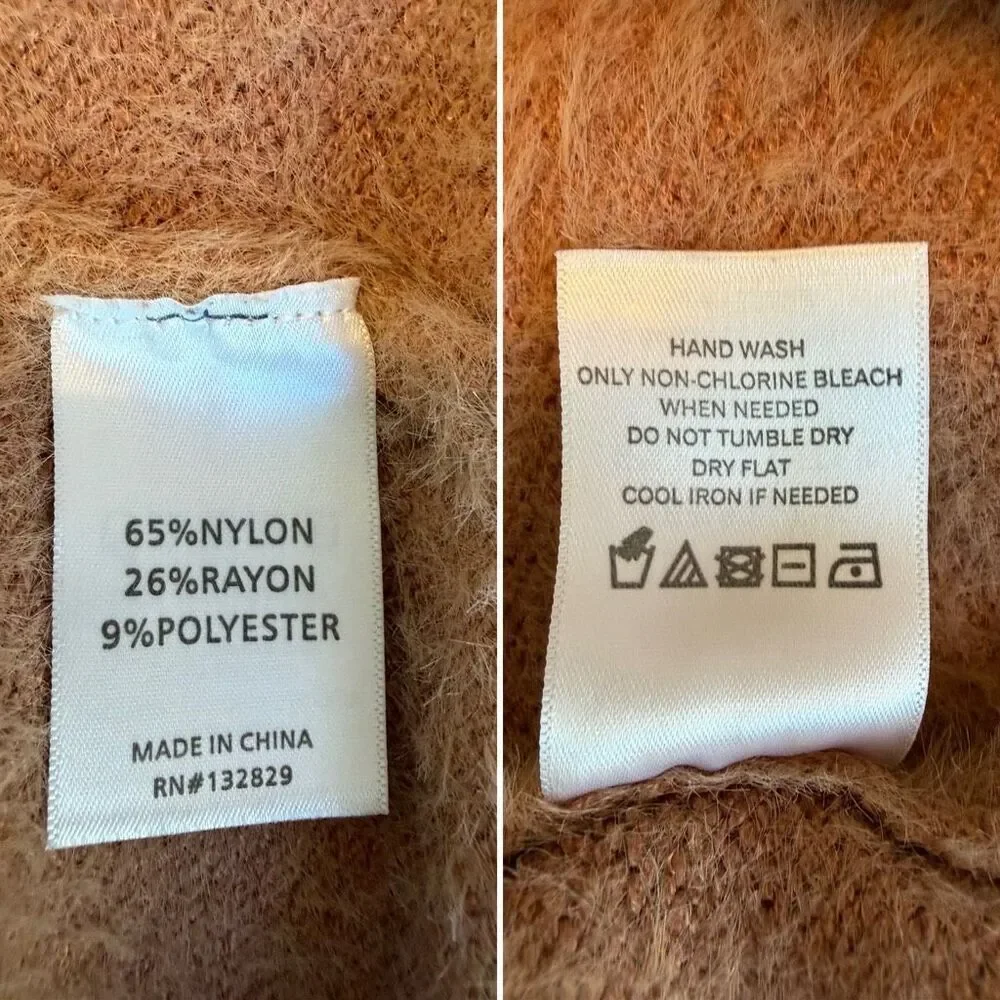 65%NYLON
26%RAYON
9%POLYESTER
MADE IN CHINA
RN#132829
HAND WASH
ONLY NON-CHLORINE BLEACH
WHEN NEEDED
DO NOT TUMBLE DRY
DRY FLAT
COOL IRON IF NEEDED